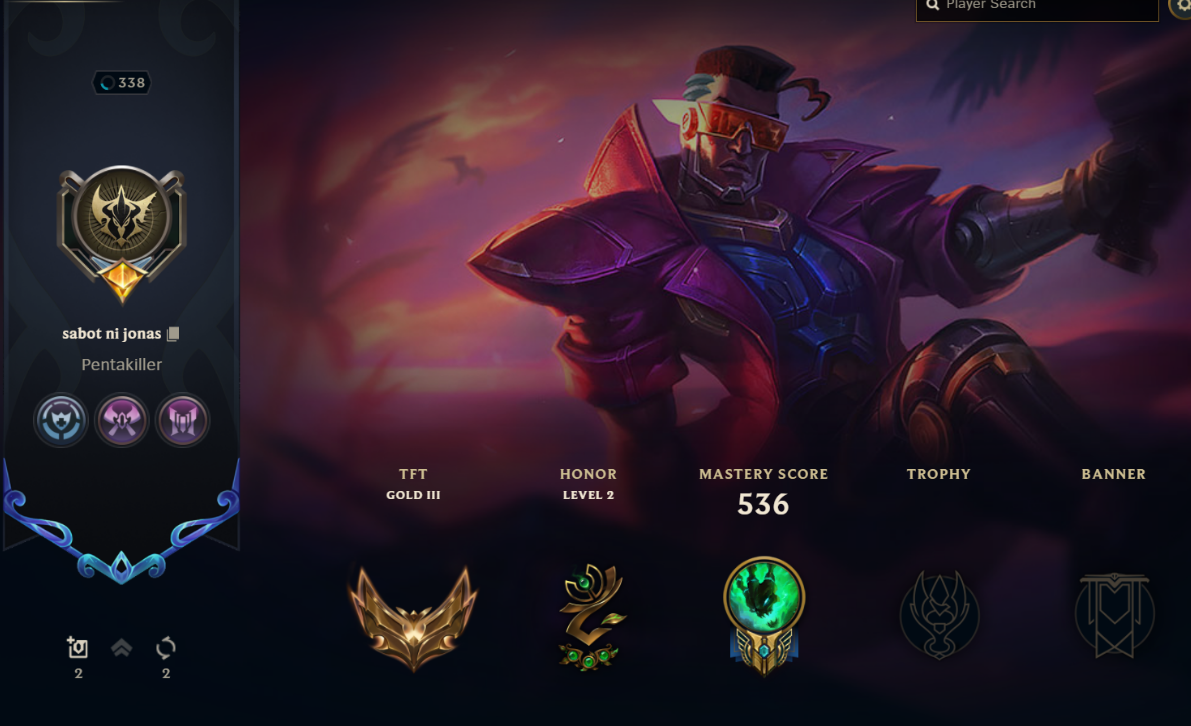 Player Search
338
sabot ni jonas
Pentakiller
TFT
GOLD III
HONOR
LEVEL 2
MASTERY SCORE
536
TROPHY
BANNER
2
2